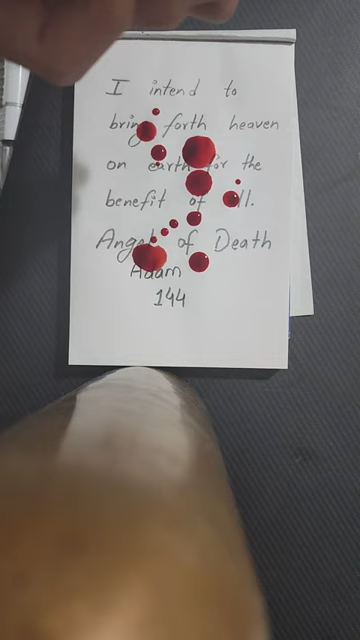 I intend to
bring forth heaven
on earth for the
benefit of all.
Angel of Death
Adam
144